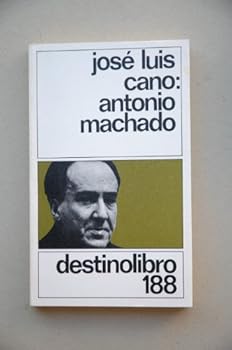 josé luis
cano:
antonio
machado
destinolibro
188